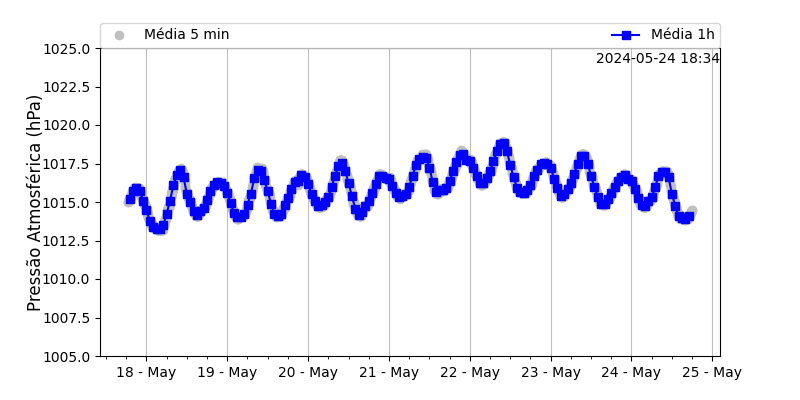 Média 5 min
Média 1h
2024-05-24 18:34
Pressão Atmosférica (hPa)
1025.0
1022.5
1020.0
1017.5
1015.0
1012.5
1010.0
1007.5
1005.0
18 - May 19 - May 20 - May 21 - May 22 - May 23 - May 24 - May 25 - May